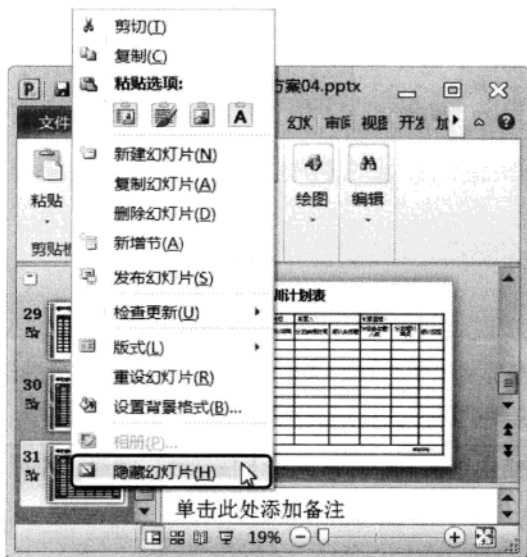 剪切(T)
复制(C)
粘贴选项:
A
新建幻灯片(N)
复制幻灯片(A)
删除幻灯片(D)
新增节(A)
发布幻灯片(S)
检查更新(U)
版式(L)
重设幻灯片(R)
设置背景格式(B)...
相册(P)...
隐藏幻灯片(H)
P
方案04.pptx
文件
幻灯 审阅 视图 开发 加
粘贴
绘图
编辑
剪贴板
训计划表
29
30
31
单击此处添加备注
19%